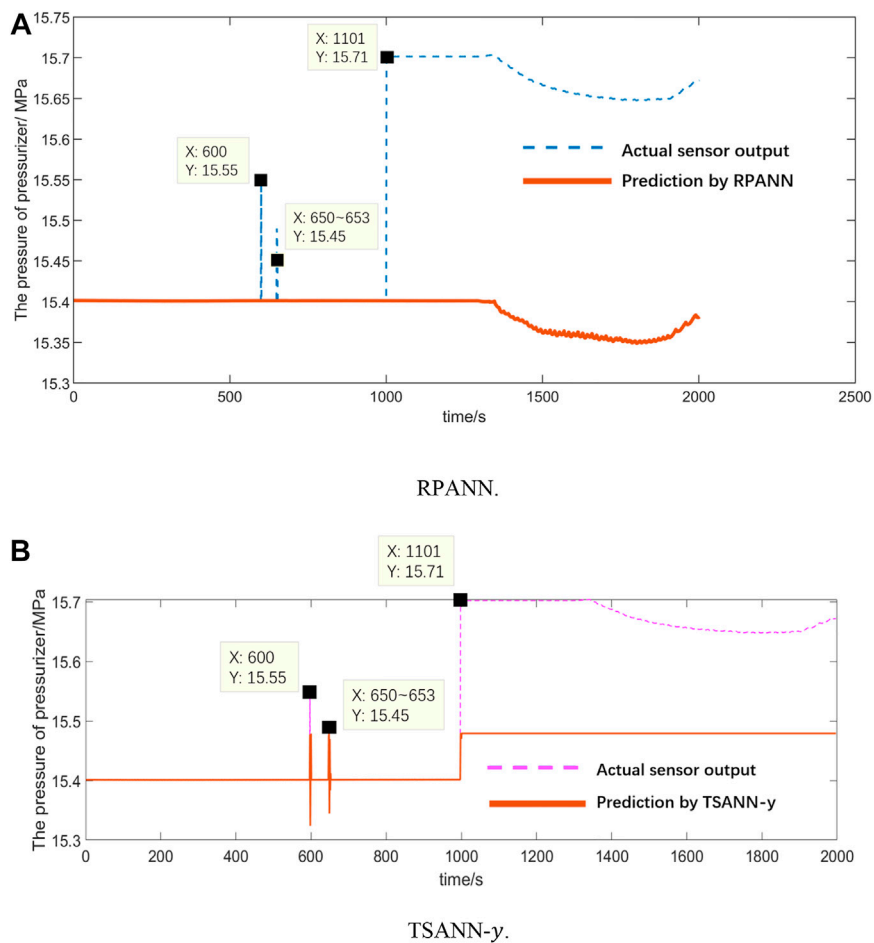 A
The pressure of pressurizer/ MPa
15.75
15.7
15.65
15.6
15.55
15.5
15.45
15.4
15.35
15.3
X: 1101
Y: 15.71
X: 600
Y: 15.55
X: 650~653
Y: 15.45
Actual sensor output
Prediction by RPANN
0 500 1000 1500 2000 2500
time/s
RPANN.
B
The pressure of pressurizer/MPa
15.7
15.6
15.5
15.4
15.3
X: 1101
Y: 15.71
X: 600
Y: 15.55
X: 650~653
Y: 15.45
Actual sensor output
Prediction by TSANN-y
0 200 400 600 800 1000 1200 1400 1600 1800 2000
time/s
TSANN-y.